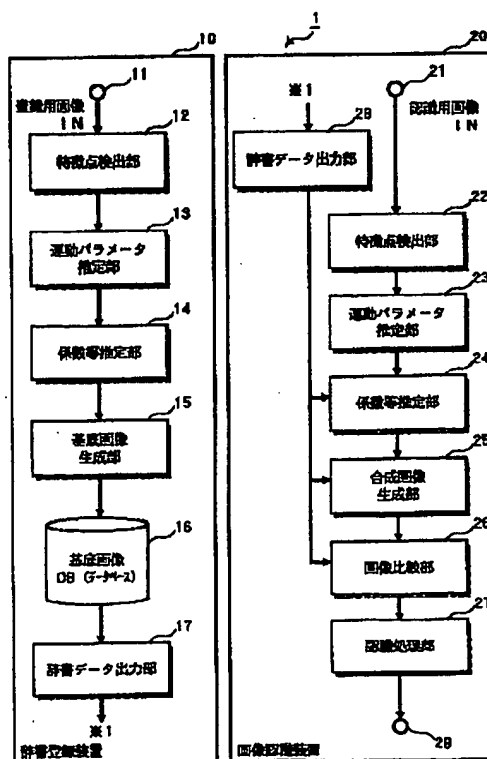 1
10
11
登録用画像
IN
12
特徴点検出部
13
運動パラメータ
推定部
14
係数等推定部
15
基底画像
生成部
16
基底画像
DB (データベース)
17
辞書データ出力部
※1
辞書登録装置
20
21
※1
28
認識用画像
IN
辞書データ出力部
22
特徴点検出部
23
運動パラメータ
推定部
24
係数等推定部
25
合成画像
生成部
26
画像比較部
27
認識処理部
29
画像認識装置